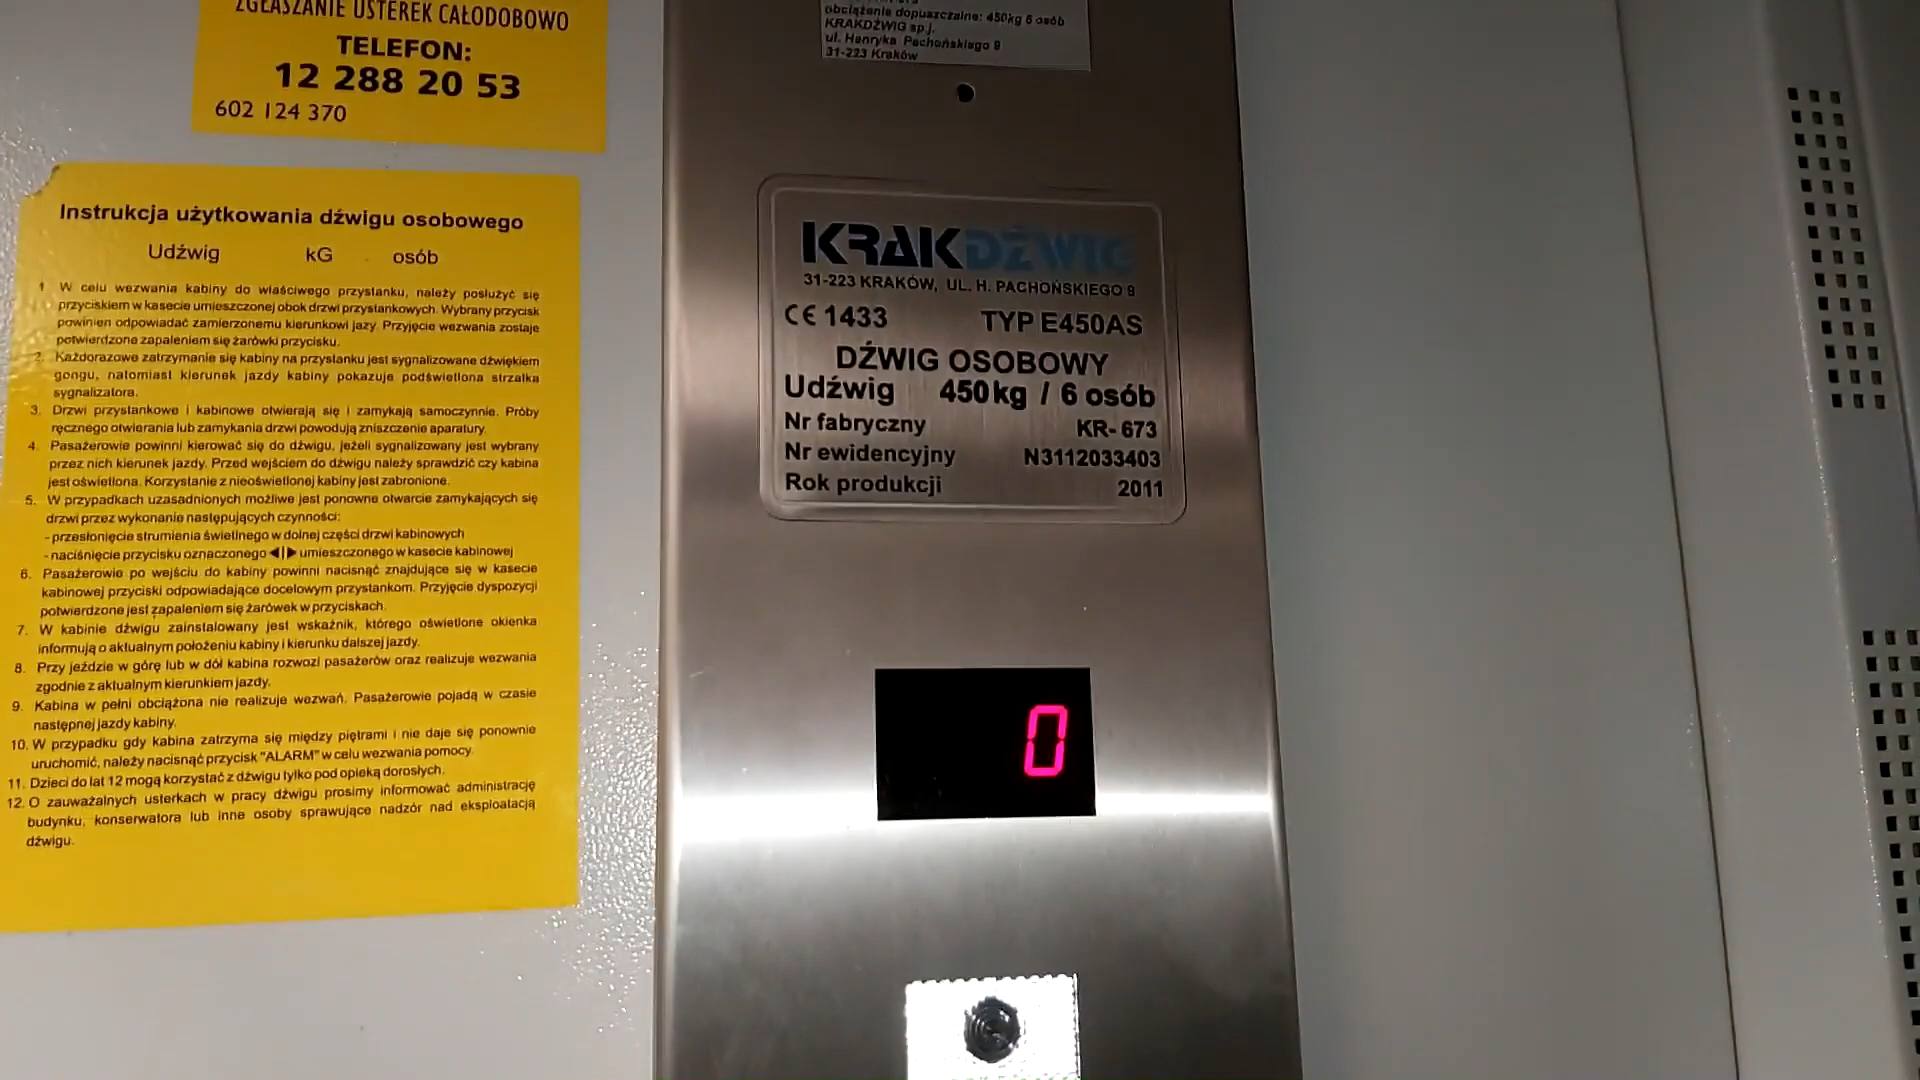 ZGŁASZANIE USTEREK CAŁODOBOWO
TELEFON:
12 288 20 53
602 124 370
Instrukcja użytkowania dźwigu osobowego
Udźwig kG osób
1 W celu wezwania kabiny do właściwego przystanku, należy posłużyć się
przyciskiem w kasecie umieszczonej obok drzwi przystankowych. Wybrany przycisk
powinien odpowiadać zamierzonemu kierunkowi jazy. Przyjęcie wezwania zostaje
potwierdzone zapaleniem się żarówki przycisku.
2. Każdorazowe zatrzymanie się kabiny na przystanku jest sygnalizowane dźwiękiem
gongu, natomiast kierunek jazdy kabiny pokazuje podświetlona strzałka
sygnalizatora.
3. Drzwi przystankowe i kabinowe otwierają się i zamykają samoczynnie. Próby
ręcznego otwierania lub zamykania drzwi powodują zniszczenie aparatury.
4. Pasażerowie powinni kierować się do dźwigu, jeżeli sygnalizowany jest wybrany
przez nich kierunek jazdy. Przed wejściem do dźwigu należy sprawdzić czy kabina
jest oświetlona. Korzystanie z nieoświetlonej kabiny jest zabronione.
5. W przypadkach uzasadnionych możliwe jest ponowne otwarcie zamykających się
drzwi przez wykonanie następujących czynności:
- przesłonięcie strumienia świetlnego w dolnej części drzwi kabinowych
- naciśnięcie przycisku oznaczonego ◀|▶ umieszczonego w kasecie kabinowej
6. Pasażerowie po wejściu do kabiny powinni nacisnąć znajdujące się w kasecie
kabinowej przyciski odpowiadające docelowym przystankom. Przyjęcie dyspozycji
potwierdzone jest zapaleniem się żarówek w przyciskach.
7. W kabinie dźwigu zainstalowany jest wskaźnik, którego oświetlone okienka
informują o aktualnym położeniu kabiny i kierunku dalszej jazdy.
8. Przy jeździe w górę lub w dół kabina rozwozi pasażerów oraz realizuje wezwania
zgodnie z aktualnym kierunkiem jazdy.
9. Kabina w pełni obciążona nie realizuje wezwań. Pasażerowie pojadą w czasie
następnej jazdy kabiny.
10. W przypadku gdy kabina zatrzyma się między piętrami i nie daje się ponownie
uruchomić, należy nacisnąć przycisk "ALARM" w celu wezwania pomocy.
11. Dzieci do lat 12 mogą korzystać z dźwigu tylko pod opieką dorosłych.
12. O zauważalnych usterkach w pracy dźwigu prosimy informować administrację
budynku, konserwatora lub inne osoby sprawujące nadzór nad eksploatacją
dźwigu.
obciążenie dopuszczalne: 450kg 6 osób
KRAKDŹWIG sp.j.
ul. Henryka Pachońskiego 9
31-223 Kraków
KRAKDŹWIG
31-223 KRAKÓW, UL. H. PACHOŃSKIEGO 9
CE 1433 TYP E450AS
DŹWIG OSOBOWY
Udźwig 450kg / 6 osób
Nr fabryczny KR-673
Nr ewidencyjny N3112033403
Rok produkcji 2011
0